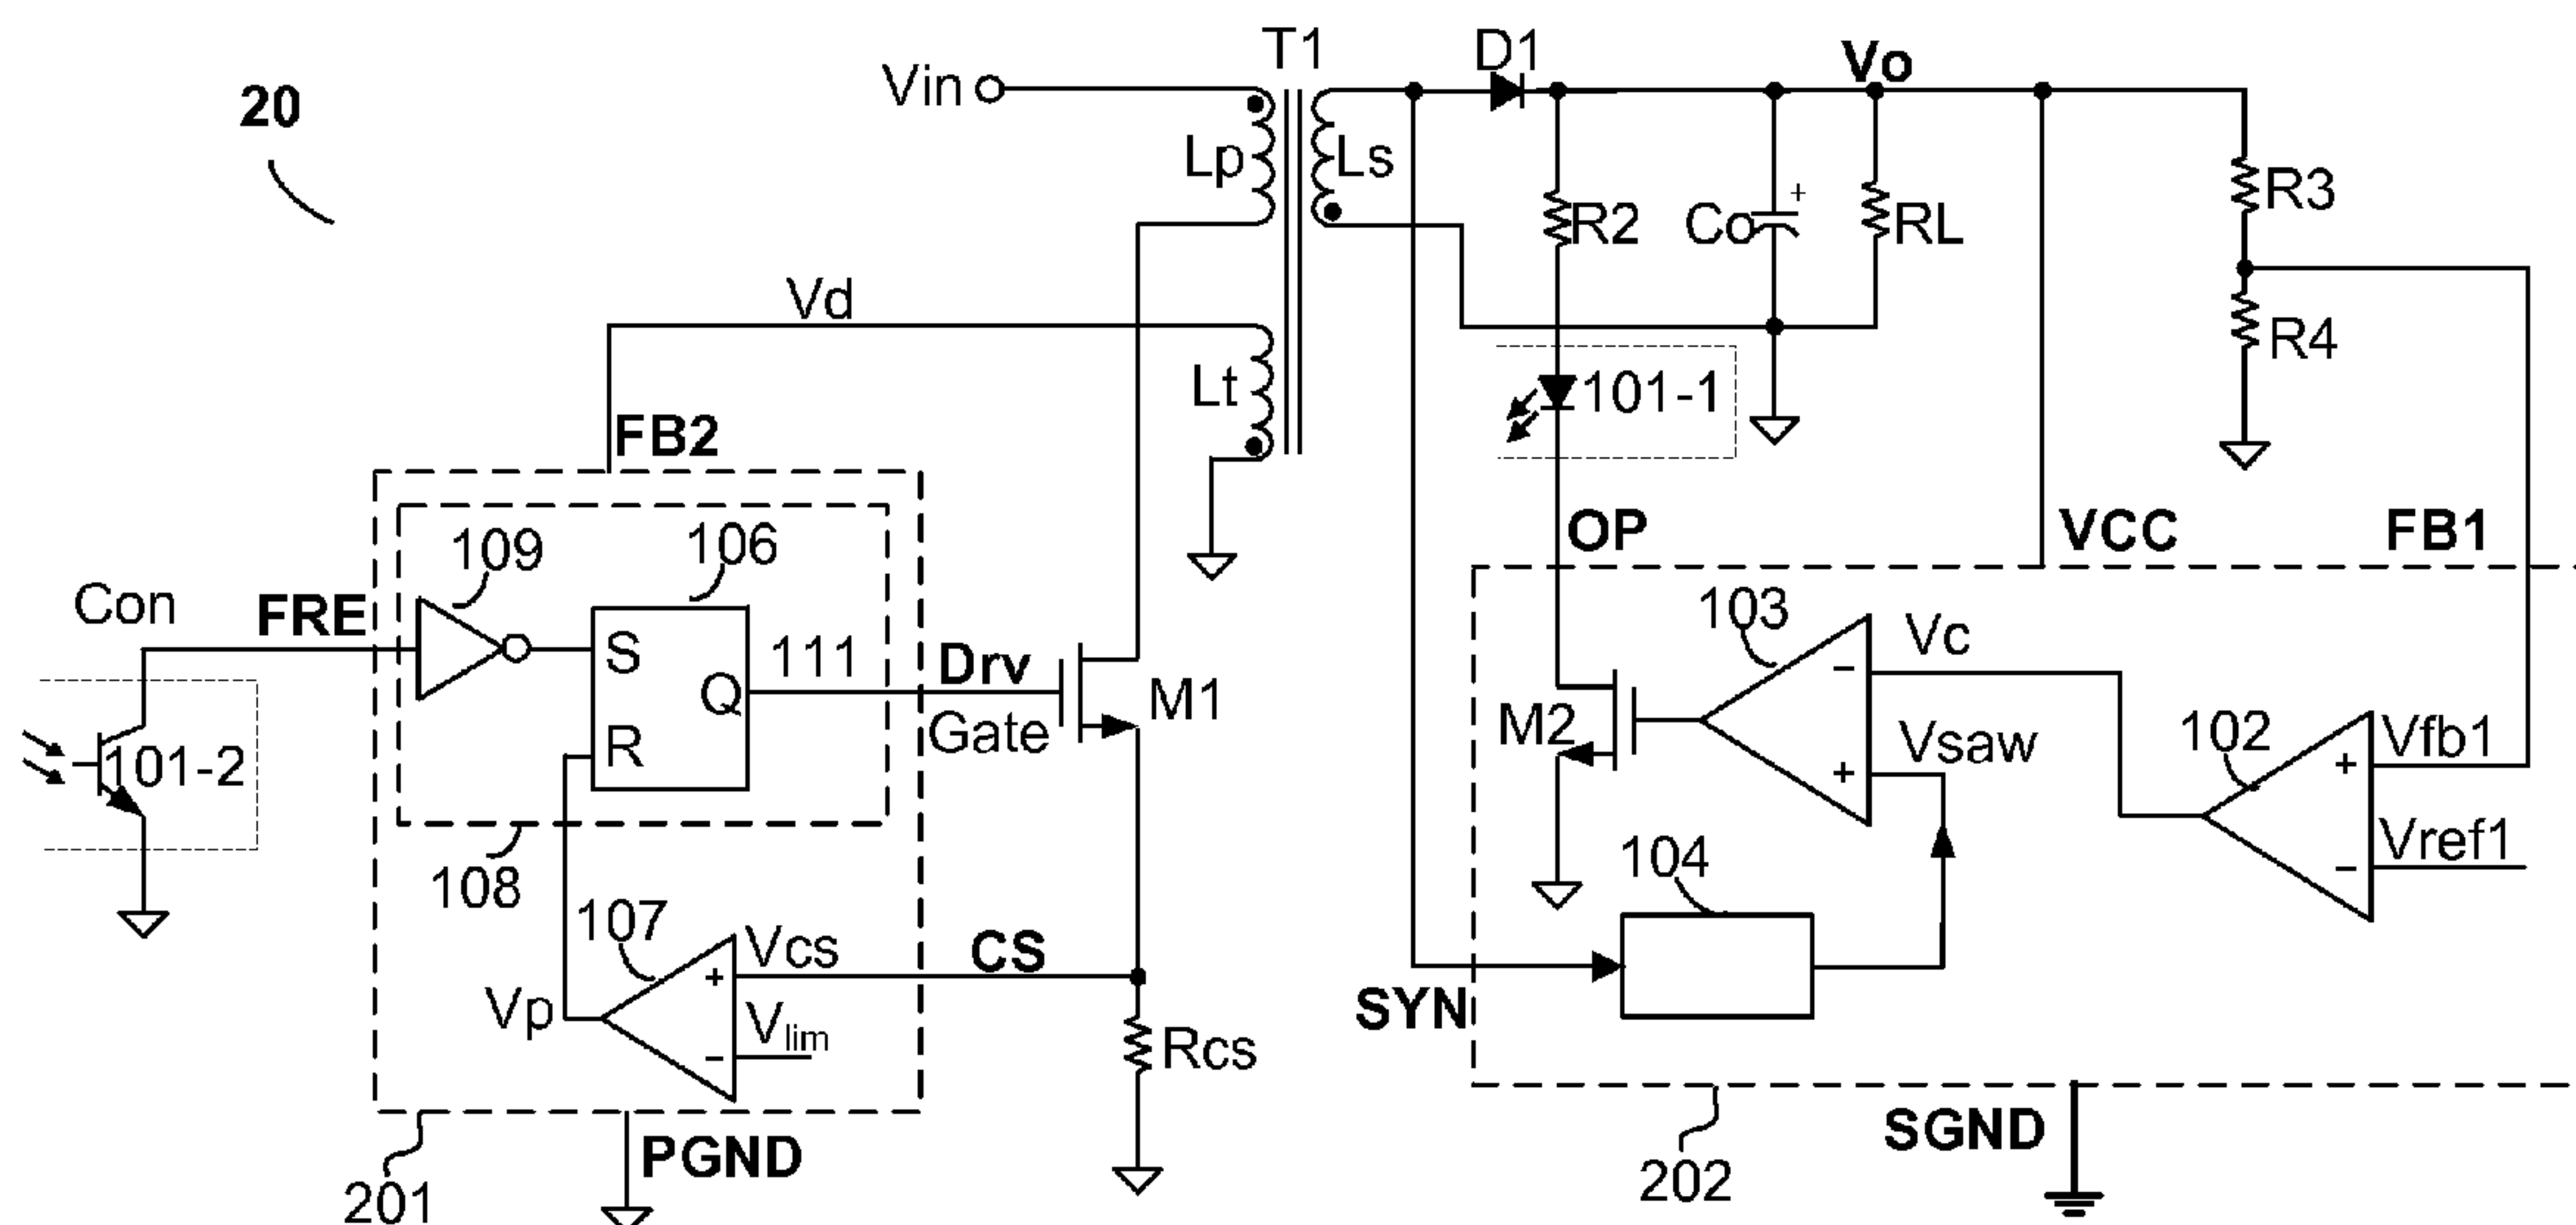 20
Vin
T1
D1
Vo
Lp
Ls
R2
Co
+
RL
R3
R4
Vd
Lt
101-1
FB2
OP
VCC
FB1
109
106
Con
FRE
S
R
Q
111
Drv
Gate
M1
101-2
108
107
Vp
Vcs
+
Vlim
-
CS
Rcs
PGND
201
103
Vc
-
Vsaw
+
M2
102
Vfb1
+
Vref1
-
104
SYN
SGND
202